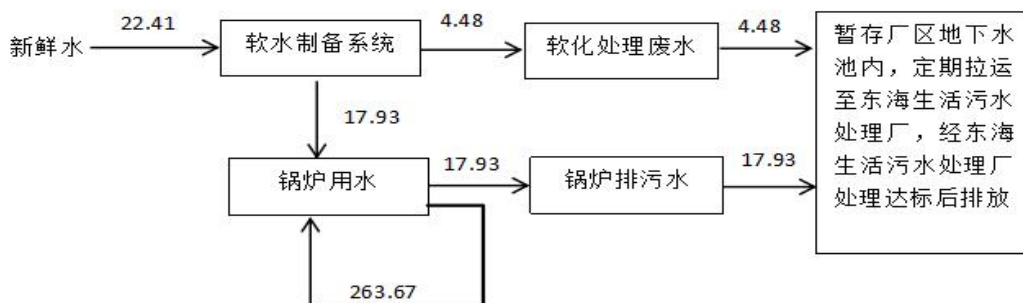 22.41
新鲜水
软水制备系统
4.48
软化处理废水
4.48
暂存厂区地下水
池内，定期拉运
至东海生活污水
处理厂，经东海
生活污水处理厂
处理达标后排放
17.93
锅炉用水
17.93
锅炉排污水
17.93
263.67